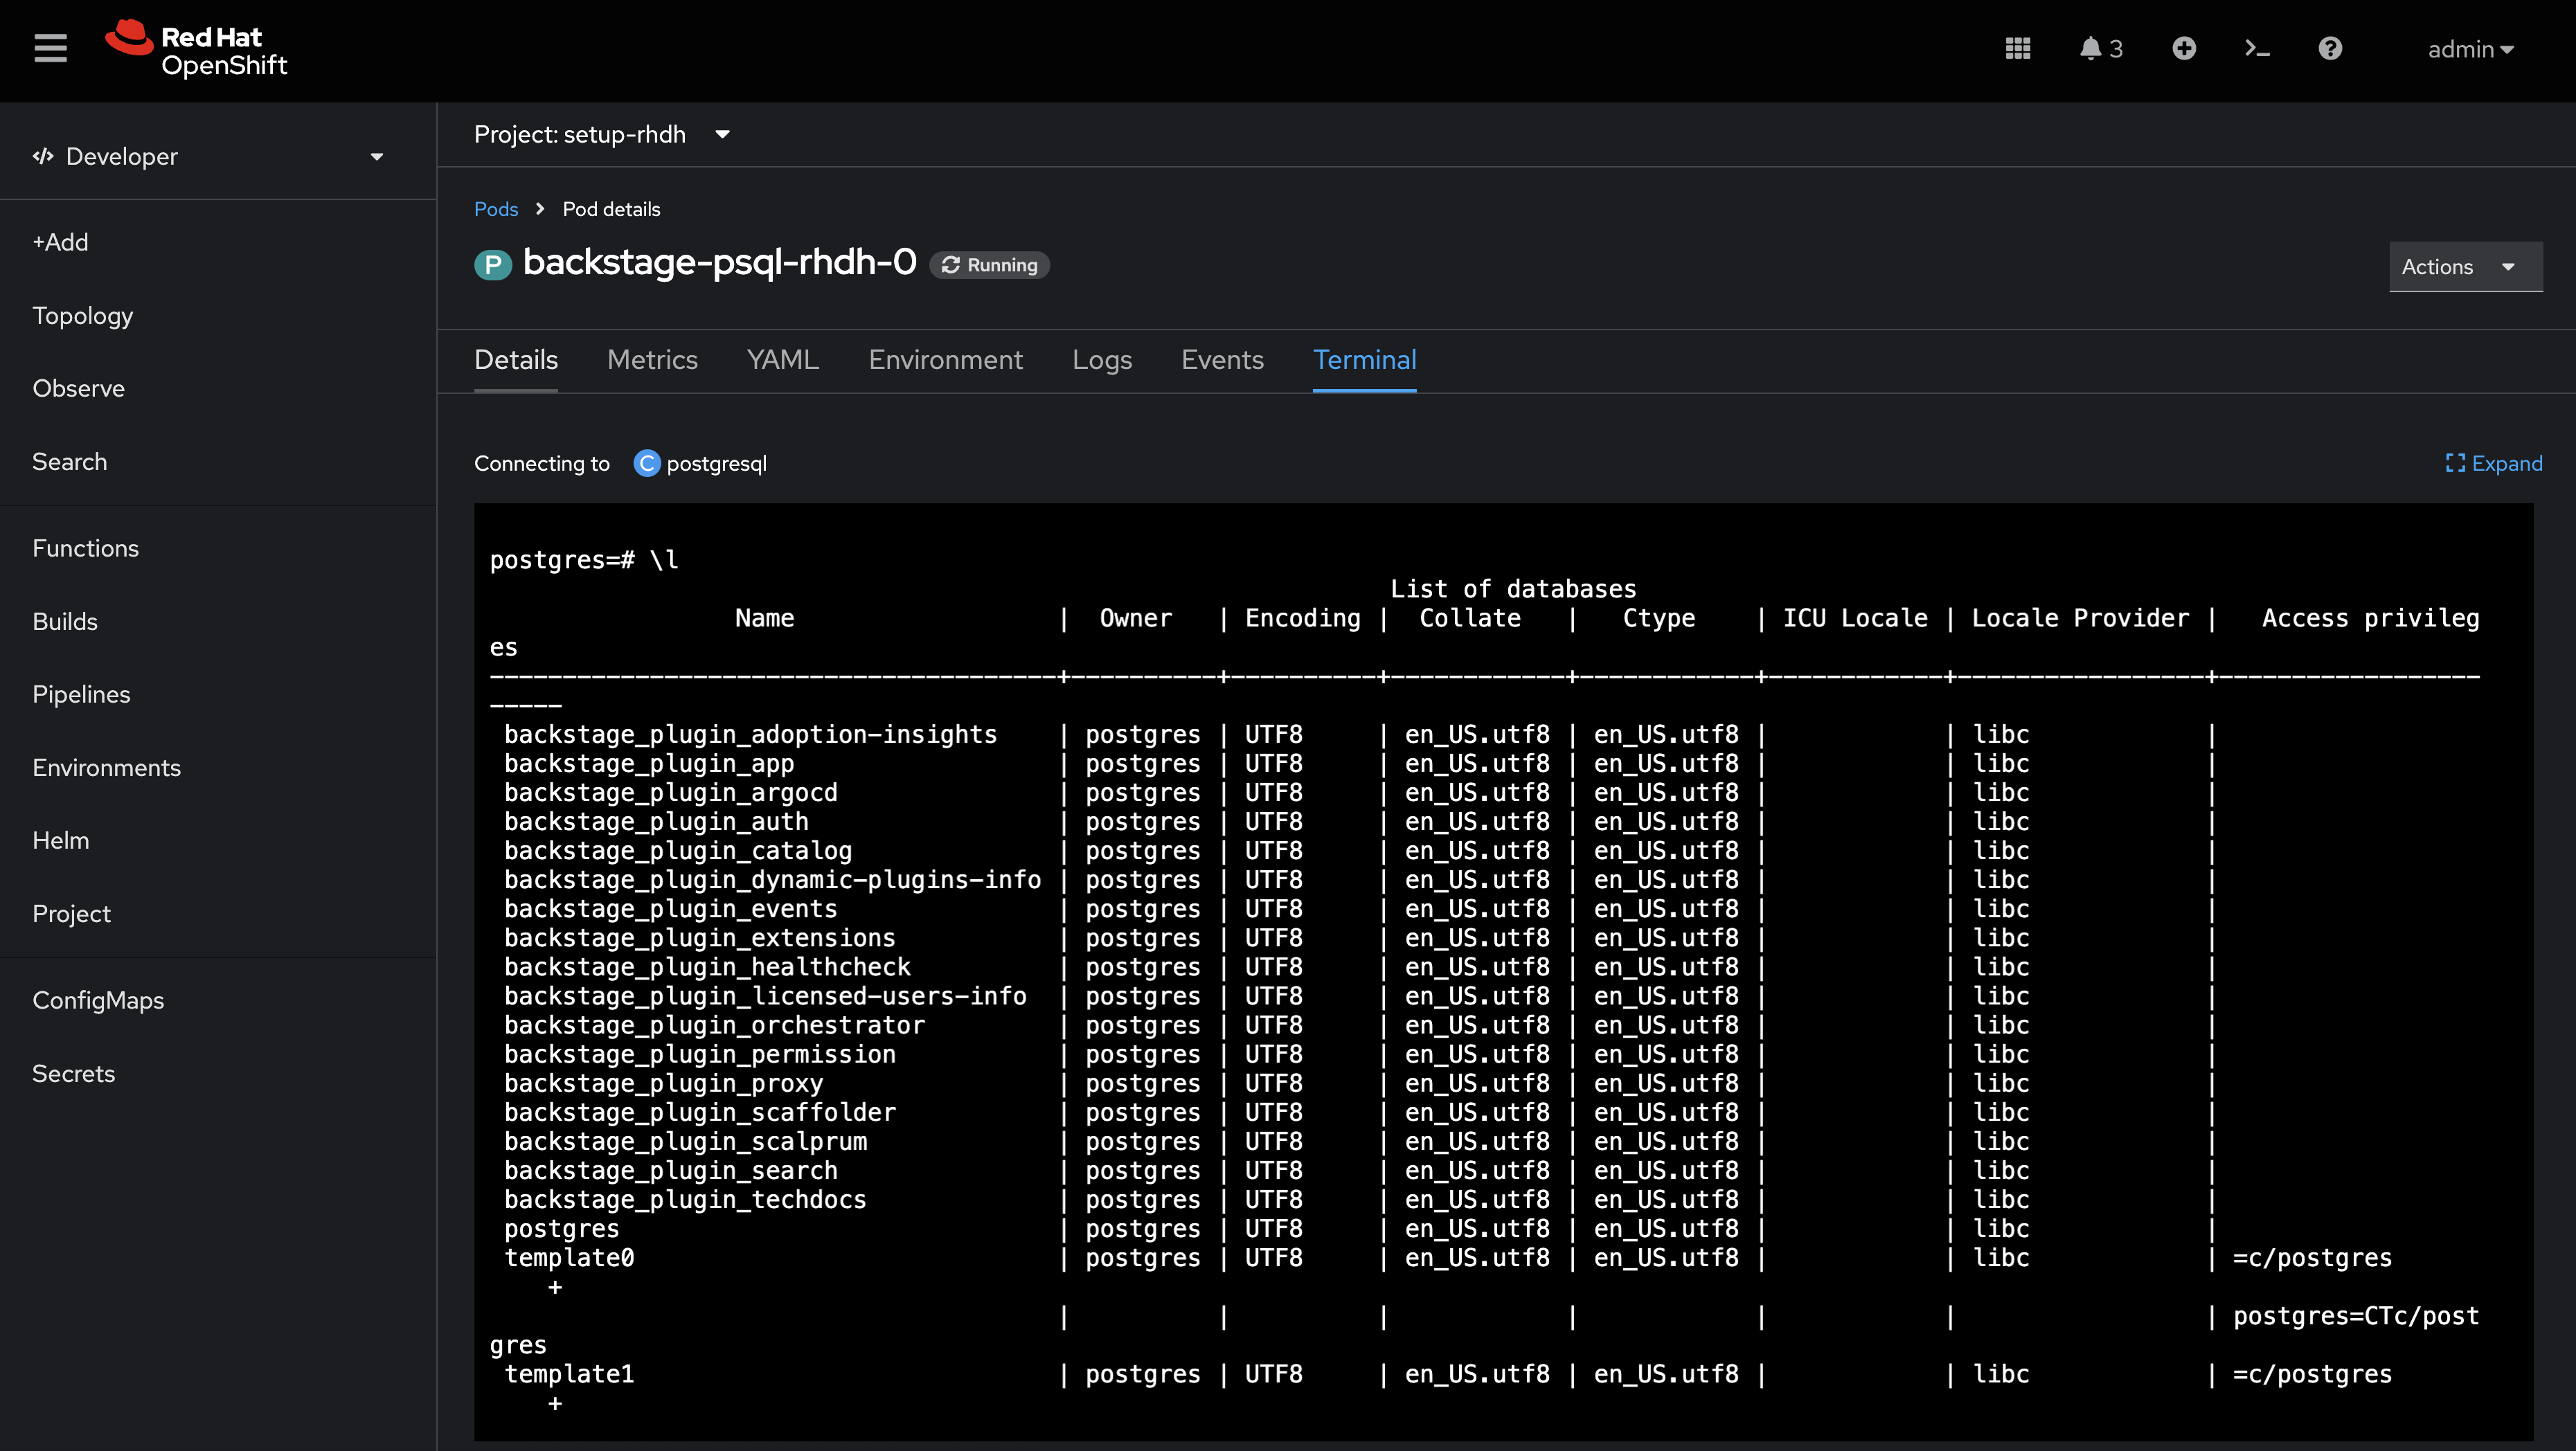 Red Hat
OpenShift
3
admin
Developer
+Add
Topology
Observe
Search
Functions
Builds
Pipelines
Environments
Helm
Project
ConfigMaps
Secrets
Project: setup-rhdh
Pods > Pod details
P backstage-psql-rhdh-0 Running
Actions
Details Metrics YAML Environment Logs Events Terminal
Connecting to C postgresql
Expand
postgres=# \l
List of databases
Name | Owner | Encoding | Collate | Ctype | ICU Locale | Locale Provider | Access privileg
es
---------------------------------------+----------+----------+------------+------------+------------+-----------------+------------------
-----
backstage_plugin_adoption-insights | postgres | UTF8 | en_US.utf8 | en_US.utf8 | | libc |
backstage_plugin_app | postgres | UTF8 | en_US.utf8 | en_US.utf8 | | libc |
backstage_plugin_argocd | postgres | UTF8 | en_US.utf8 | en_US.utf8 | | libc |
backstage_plugin_auth | postgres | UTF8 | en_US.utf8 | en_US.utf8 | | libc |
backstage_plugin_catalog | postgres | UTF8 | en_US.utf8 | en_US.utf8 | | libc |
backstage_plugin_dynamic-plugins-info | postgres | UTF8 | en_US.utf8 | en_US.utf8 | | libc |
backstage_plugin_events | postgres | UTF8 | en_US.utf8 | en_US.utf8 | | libc |
backstage_plugin_extensions | postgres | UTF8 | en_US.utf8 | en_US.utf8 | | libc |
backstage_plugin_healthcheck | postgres | UTF8 | en_US.utf8 | en_US.utf8 | | libc |
backstage_plugin_licensed-users-info | postgres | UTF8 | en_US.utf8 | en_US.utf8 | | libc |
backstage_plugin_orchestrator | postgres | UTF8 | en_US.utf8 | en_US.utf8 | | libc |
backstage_plugin_permission | postgres | UTF8 | en_US.utf8 | en_US.utf8 | | libc |
backstage_plugin_proxy | postgres | UTF8 | en_US.utf8 | en_US.utf8 | | libc |
backstage_plugin_scaffolder | postgres | UTF8 | en_US.utf8 | en_US.utf8 | | libc |
backstage_plugin_scalprum | postgres | UTF8 | en_US.utf8 | en_US.utf8 | | libc |
backstage_plugin_search | postgres | UTF8 | en_US.utf8 | en_US.utf8 | | libc |
backstage_plugin_techdocs | postgres | UTF8 | en_US.utf8 | en_US.utf8 | | libc |
postgres | postgres | UTF8 | en_US.utf8 | en_US.utf8 | | libc |
template0 | postgres | UTF8 | en_US.utf8 | en_US.utf8 | | libc | =c/postgres
+
| | | | | | | postgres=CTc/post
gres
template1 | postgres | UTF8 | en_US.utf8 | en_US.utf8 | | libc | =c/postgres
+